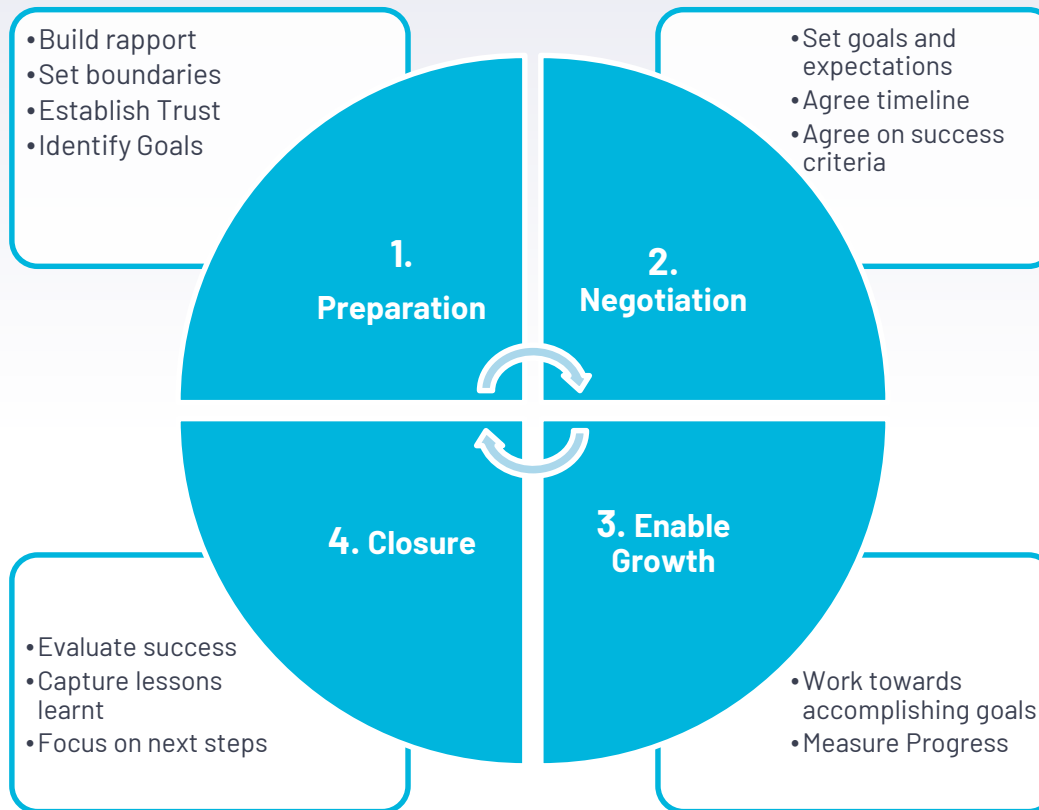 •Build rapport
•Set boundaries
•Establish Trust
•Identify Goals
1.
Preparation
•Set goals and
expectations
•Agree timeline
•Agree on success
criteria
2.
Negotiation
3. Enable
Growth
•Work towards
accomplishing goals
•Measure Progress
4. Closure
•Evaluate success
•Capture lessons
learnt
•Focus on next steps